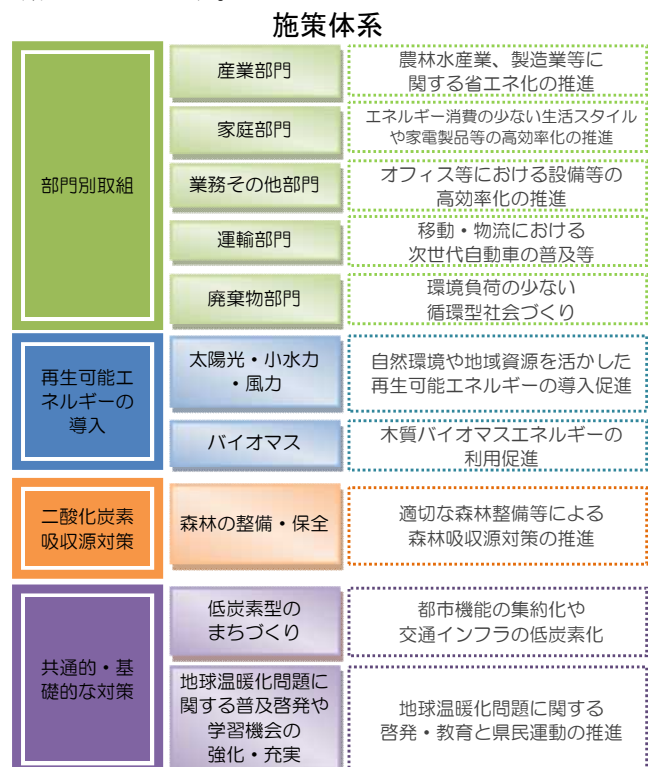 施策体系
部門別取組
産業部門
農林水産業、製造業等に
関する省エネ化の推進
家庭部門
エネルギー消費の少ない生活スタイル
や家電製品等の高効率化の推進
業務その他部門
オフィス等における設備等の
高効率化の推進
運輸部門
移動・物流における
次世代自動車の普及等
廃棄物部門
環境負荷の少ない
循環型社会づくり
再生可能エ
ネルギーの
導入
太陽光・小水力
・風力
自然環境や地域資源を活かした
再生可能エネルギーの導入促進
バイオマス
木質バイオマスエネルギーの
利用促進
二酸化炭素
吸収源対策
森林の整備・保全
適切な森林整備等による
森林吸収源対策の推進
共通的・基
礎的な対策
低炭素型の
まちづくり
都市機能の集約化や
交通インフラの低炭素化
地球温暖化問題に
関する普及啓発や
学習機会の
強化・充実
地球温暖化問題に関する
啓発・教育と県民運動の推進